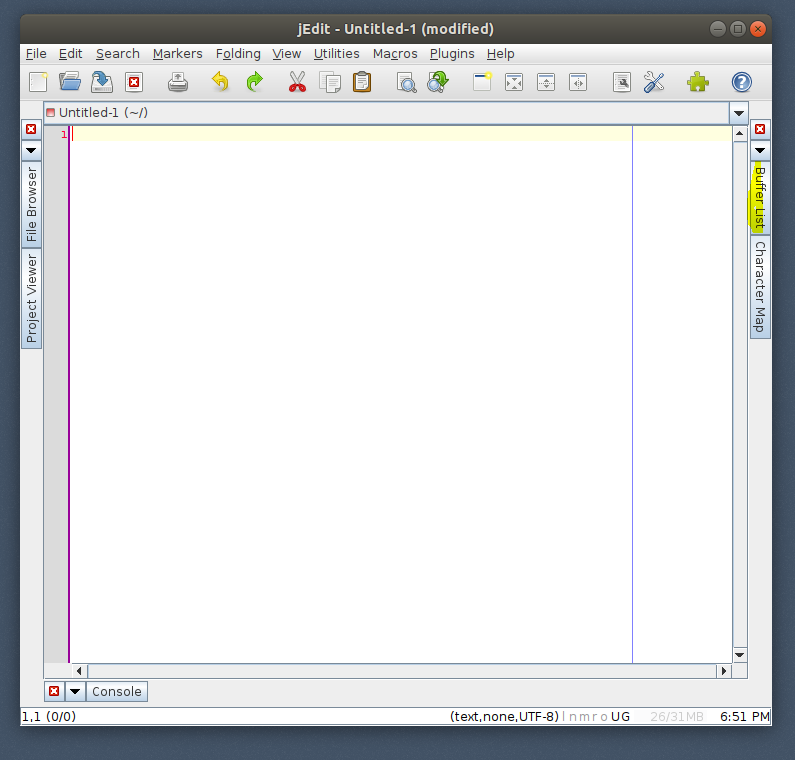 jEdit - Untitled-1 (modified)
File Edit Search Markers Folding View Utilities Macros Plugins Help
Untitled-1 (~/)
1
File Browser
Project Viewer
Buffer List
Character Map
Console
1,1 (0/0)
(text,none,UTF-8) l n m r o UG 26/31MB 6:51 PM